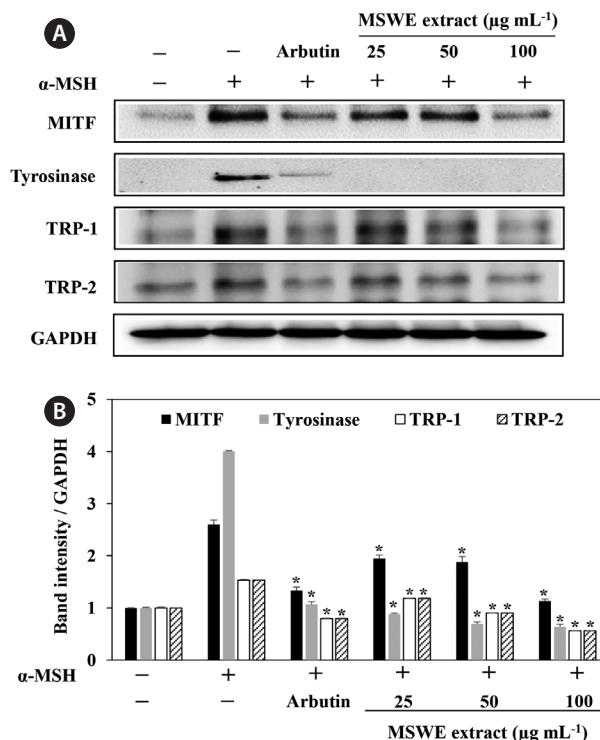 A
MSWE extract (µg mL⁻¹)
− − Arbutin 25 50 100
α-MSH − + + + + +
MITF
Tyrosinase
TRP-1
TRP-2
GAPDH
B
5
4
3
2
1
0
Band intensity / GAPDH
MITF Tyrosinase TRP-1 TRP-2
* * * *
* * * *
* * * *
* * * *
α-MSH − + + + + +
− − Arbutin 25 50 100
MSWE extract (µg mL⁻¹)